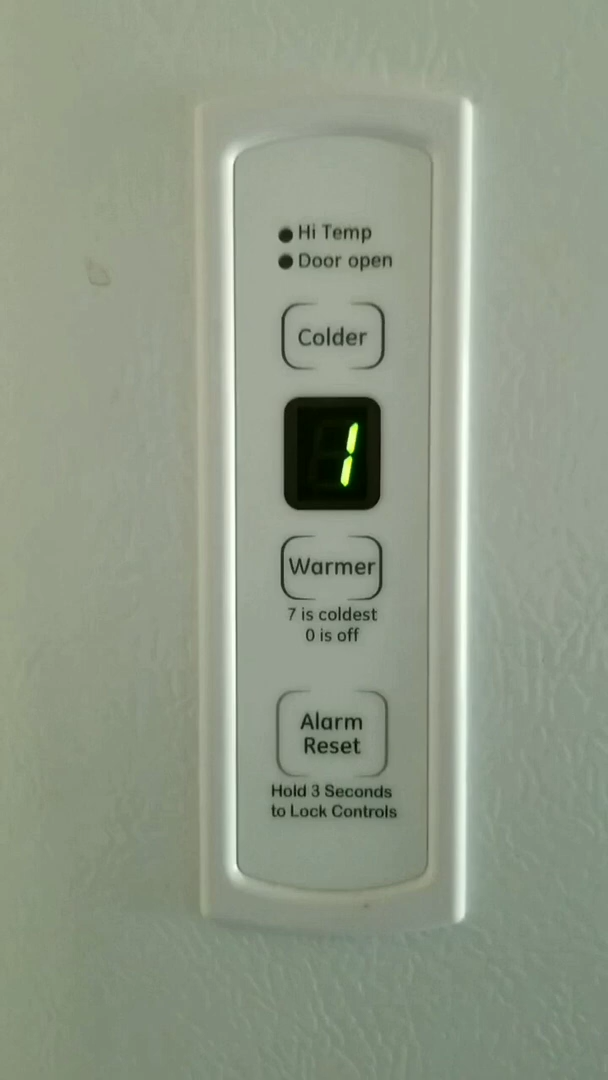 Hi Temp
Door open
Colder
1
Warmer
7 is coldest
0 is off
Alarm
Reset
Hold 3 Seconds
to Lock Controls